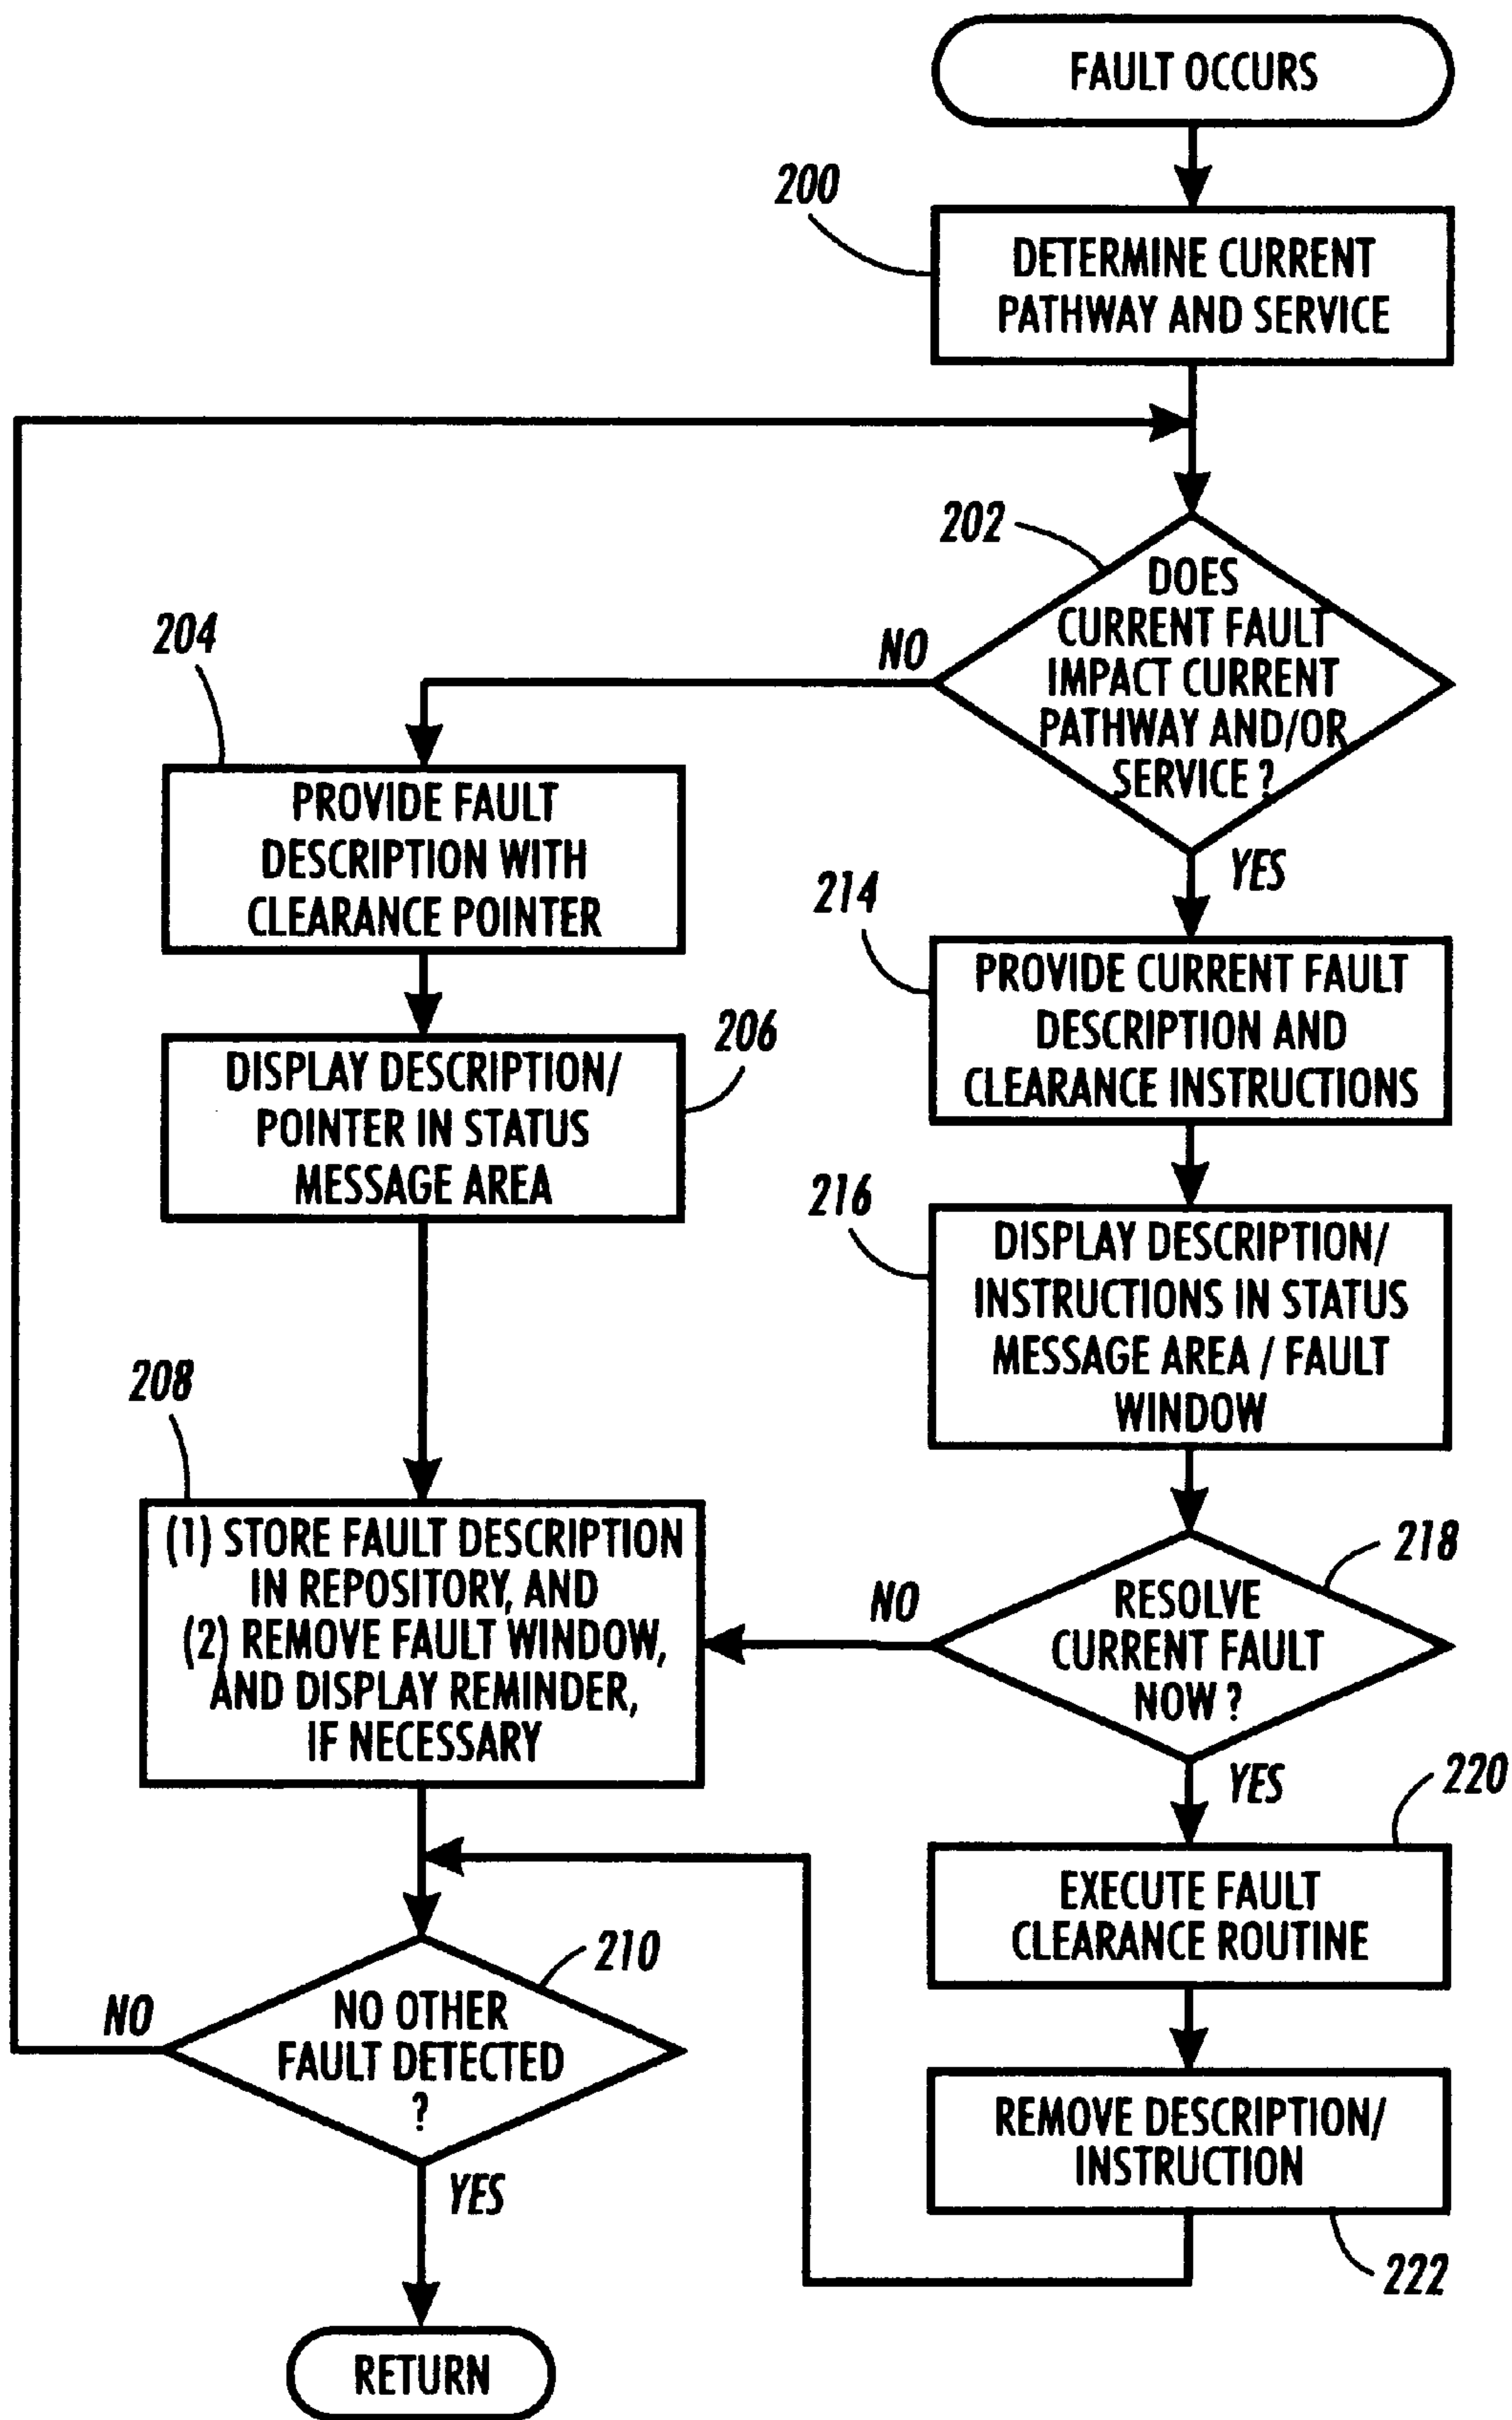 FAULT OCCURS
200
DETERMINE CURRENT
PATHWAY AND SERVICE
202
DOES
CURRENT FAULT
IMPACT CURRENT
PATHWAY AND/OR
SERVICE ?
NO
YES
204
PROVIDE FAULT
DESCRIPTION WITH
CLEARANCE POINTER
206
DISPLAY DESCRIPTION/
POINTER IN STATUS
MESSAGE AREA
214
PROVIDE CURRENT FAULT
DESCRIPTION AND
CLEARANCE INSTRUCTIONS
216
DISPLAY DESCRIPTION/
INSTRUCTIONS IN STATUS
MESSAGE AREA / FAULT
WINDOW
208
(1) STORE FAULT DESCRIPTION
IN REPOSITORY, AND
(2) REMOVE FAULT WINDOW,
AND DISPLAY REMINDER,
IF NECESSARY
218
RESOLVE
CURRENT FAULT
NOW ?
NO
YES
220
EXECUTE FAULT
CLEARANCE ROUTINE
210
NO OTHER
FAULT DETECTED
?
NO
YES
REMOVE DESCRIPTION/
INSTRUCTION
222
RETURN